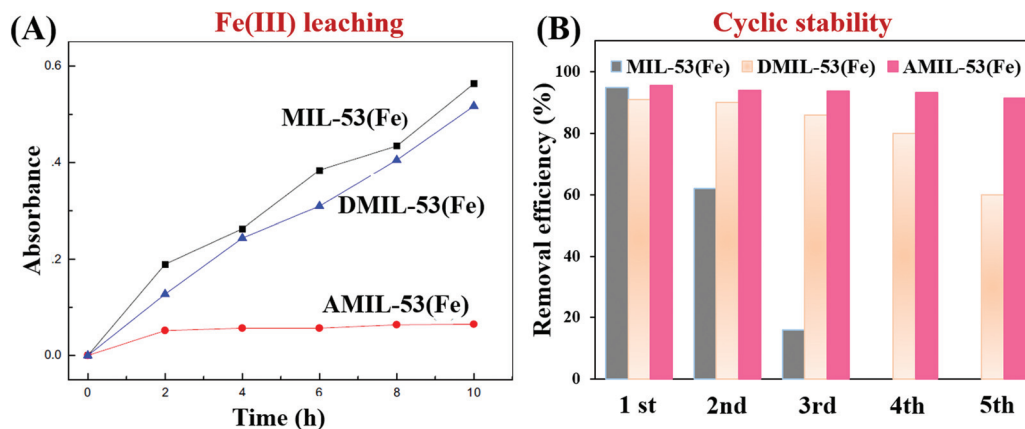 (A)
Fe(III) leaching
0.6
.4
0.2
0.0
Absorbance
MIL-53(Fe)
DMIL-53(Fe)
AMIL-53(Fe)
0 2 4 6 8 10
Time (h)
(B)
Cyclic stability
MIL-53(Fe) DMIL-53(Fe) AMIL-53(Fe)
100
80
60
40
20
0
Removal efficiency (%)
1 st 2nd 3rd 4th 5th